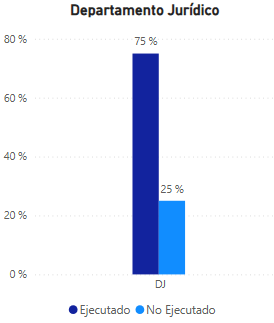 Departamento Jurídico
80 %
75 %
60 %
40 %
25 %
20 %
0 %
DJ
Ejecutado No Ejecutado